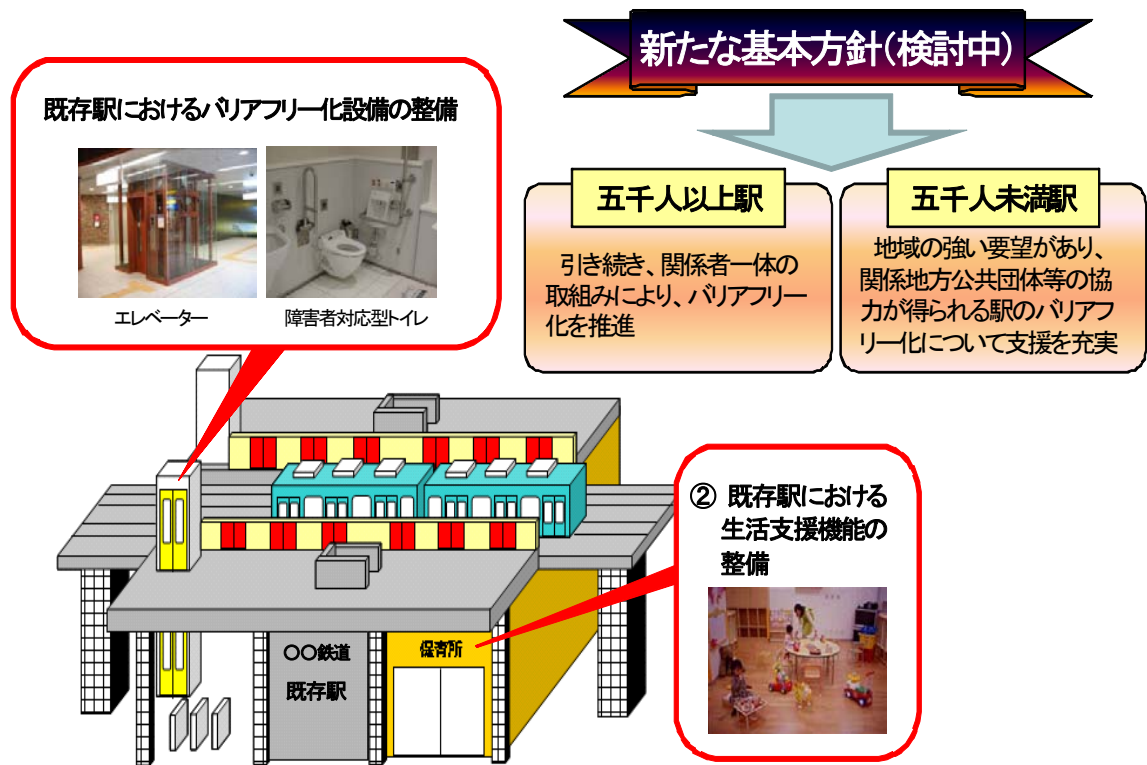 新たな基本方針(検討中)
既存駅におけるバリアフリー化設備の整備
エレベーター
障害者対応型トイレ
五千人以上駅
引き続き、関係者一体の
取組みにより、バリアフリー
化を推進
五千人未満駅
地域の強い要望があり、
関係地方公共団体等の協
力が得られる駅のバリアフ
リー化について支援を充実
② 既存駅における
生活支援機能の
整備
〇〇鉄道
既存駅
保育所